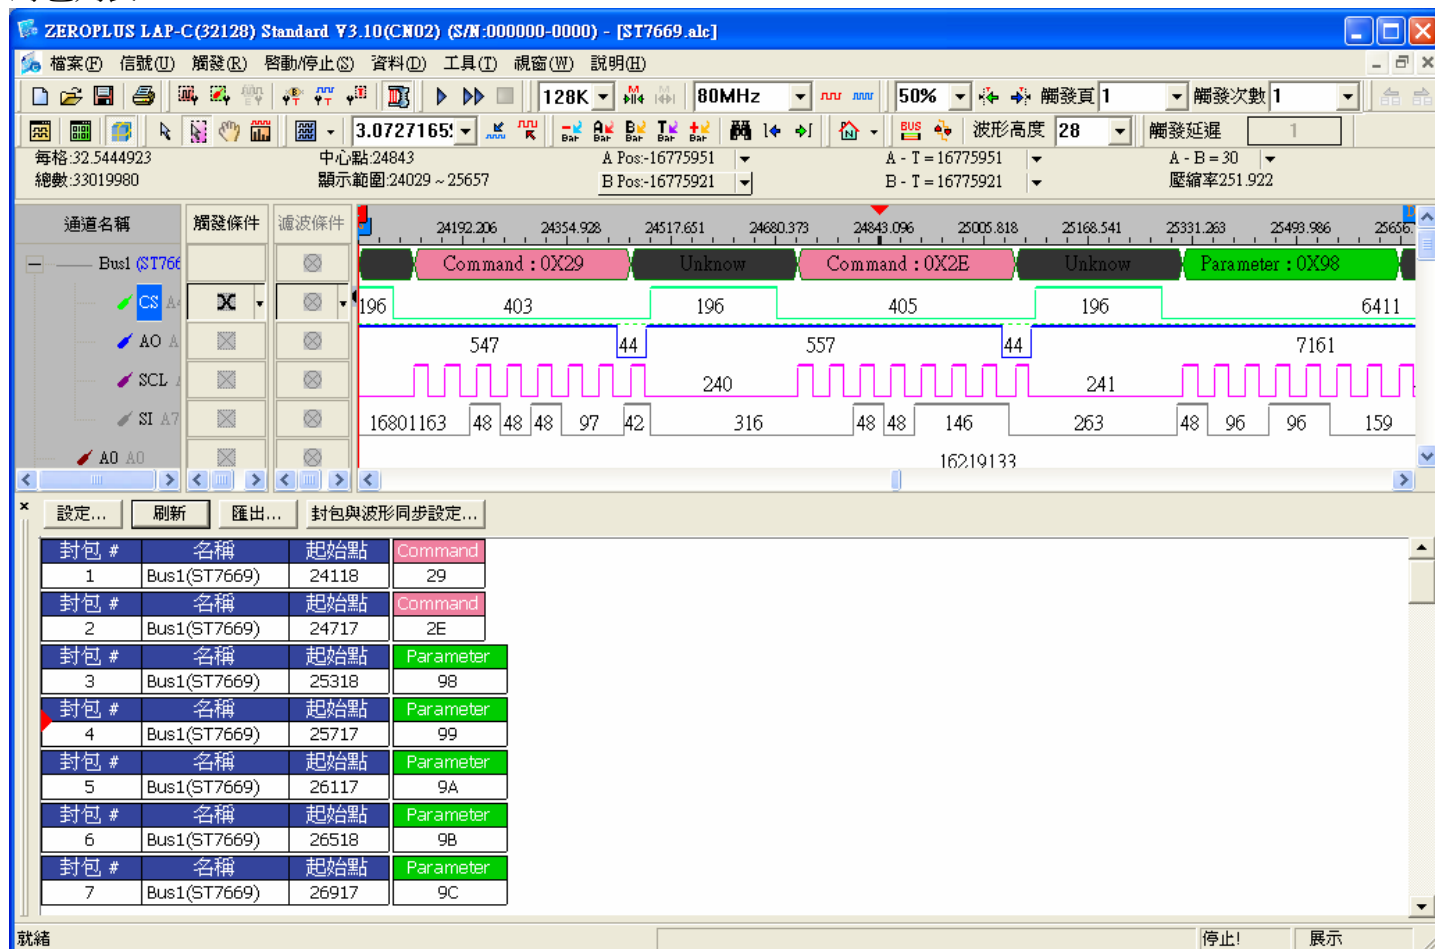 ZEROPLUS LAP-C(32128) Standard V3.10(CN02) (S/N:000000-0000) - [ST7669.alc]
檔案(F) 信號(U) 觸發(R) 啓動/停止(S) 資料(D) 工具(T) 視窗(W) 說明(H)
128K 80MHz 50% 觸發頁 1 觸發次數 1
3.0727165 Bar Bar Bar Bar Bar BUS 波形高度 28 觸發延遲 1
每格:32.5444923 中心點:24843 A Pos:-16775951 A - T = 16775951 A - B = 30
總數:33019980 顯示範圍:24029 ~ 25657 B Pos:-16775921 B - T = 16775921 壓縮率251.922
通道名稱 觸發條件 濾波條件 24192.206 24354.928 24517.651 24680.373 24843.096 25005.818 25168.541 25331.263 25493.986 25656.
Bus1 (ST766 Command : 0X29 Unknow Command : 0X2E Unknow Parameter : 0X98
CS A 196 403 196 405 196 6411
AO A 547 44 557 44 7161
SCL 240 241
SI A7 16801163 48 48 48 97 42 316 48 48 146 263 48 96 96 159
A0 A0 16219133
設定... 刷新 匯出... 封包與波形同步設定...
封包 # 名稱 起始點 Command
1 Bus1(ST7669) 24118 29
封包 # 名稱 起始點 Command
2 Bus1(ST7669) 24717 2E
封包 # 名稱 起始點 Parameter
3 Bus1(ST7669) 25318 98
封包 # 名稱 起始點 Parameter
4 Bus1(ST7669) 25717 99
封包 # 名稱 起始點 Parameter
5 Bus1(ST7669) 26117 9A
封包 # 名稱 起始點 Parameter
6 Bus1(ST7669) 26518 9B
封包 # 名稱 起始點 Parameter
7 Bus1(ST7669) 26917 9C
就緒 停止! 展示